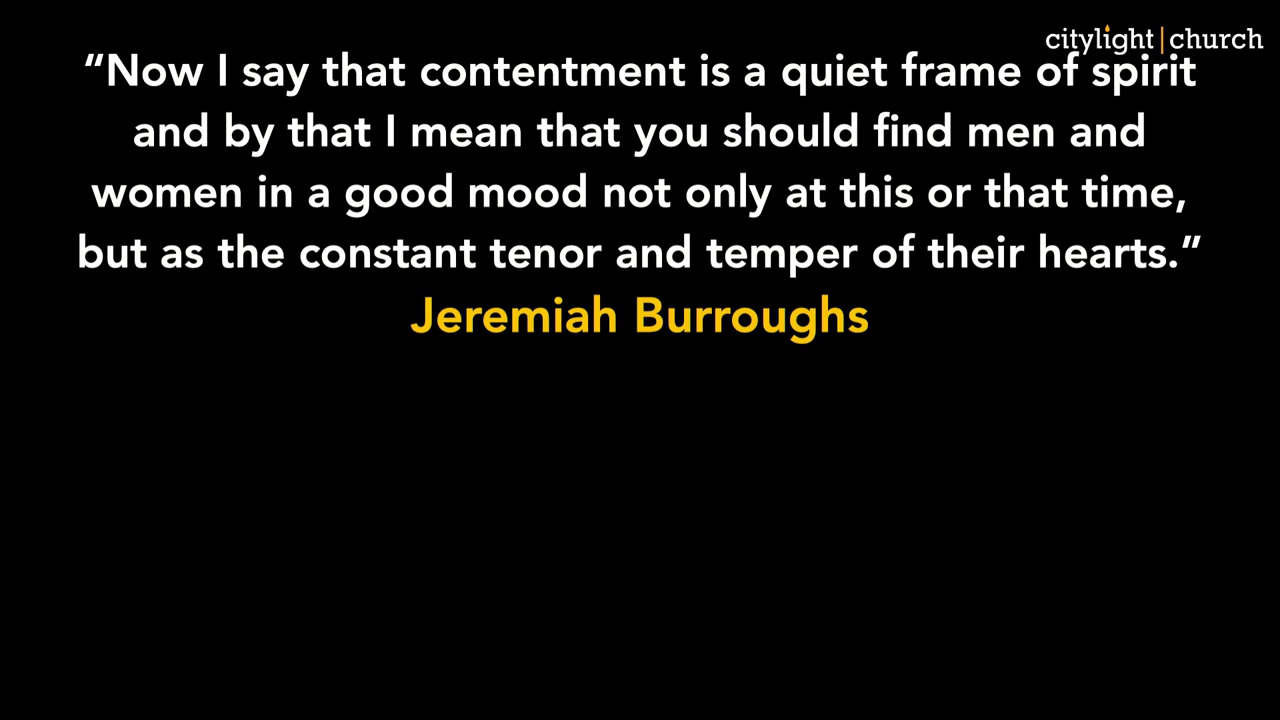 citylight|church
“Now I say that contentment is a quiet frame of spirit
and by that I mean that you should find men and
women in a good mood not only at this or that time,
but as the constant tenor and temper of their hearts.”
Jeremiah Burroughs